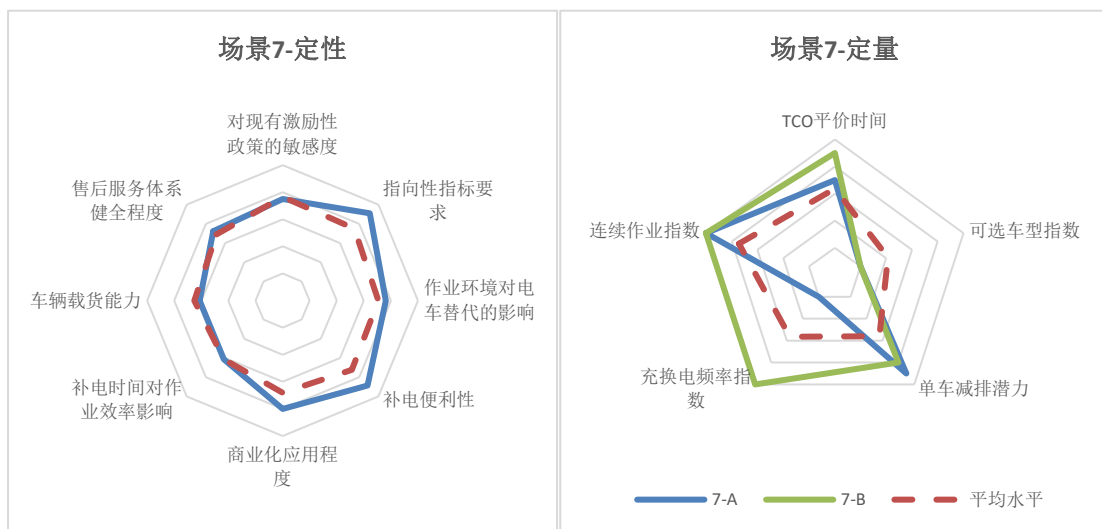 场景7-定性
对现有激励性
政策的敏感度
指向性指标要
求
作业环境对电
车替代的影响
补电便利性
商业化应用程
度
补电时间对作
业效率影响
车辆载货能力
售后服务体系
健全程度
场景7-定量
TCO平价时间
可选车型指数
单车减排潜力
充换电频率指
数
连续作业指数
7-A
7-B
平均水平